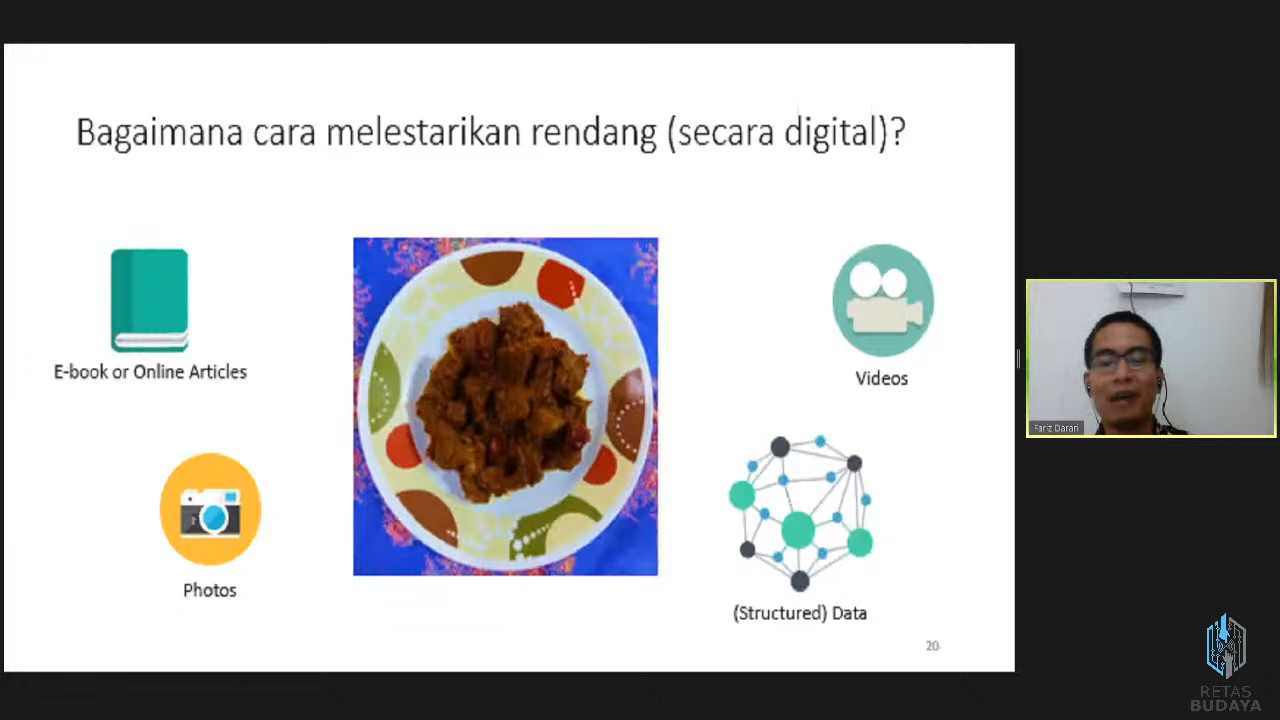 Bagaimana cara melestarikan rendang (secara digital)?
E-book or Online Articles
Videos
Photos
(Structured) Data
20
Fariz Darari
RETAS
BUDAYA